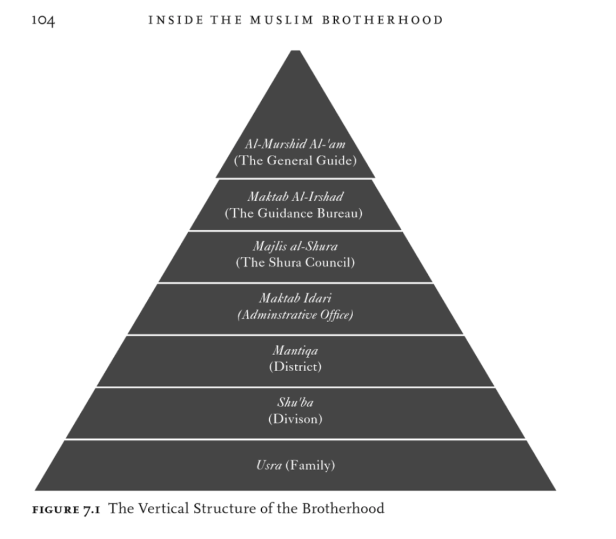 104
INSIDE THE MUSLIM BROTHERHOOD
Al-Murshid Al-'am
(The General Guide)
Maktab Al-Irshad
(The Guidance Bureau)
Majlis al-Shura
(The Shura Council)
Maktab Idari
(Adminstrative Office)
Mantiqa
(District)
Shu'ba
(Divison)
Usra (Family)
FIGURE 7.1 The Vertical Structure of the Brotherhood